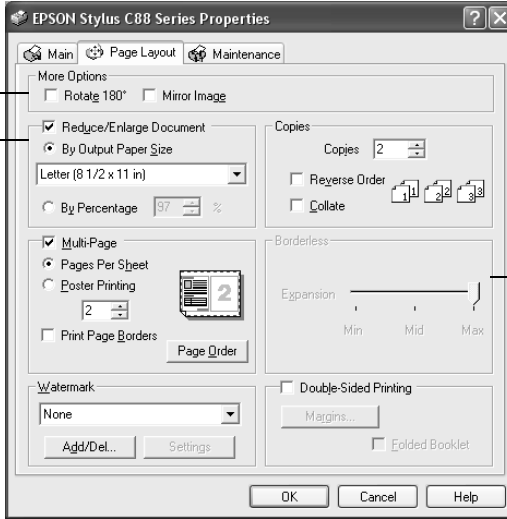 EPSON Stylus C88 Series Properties
Main Page Layout Maintenance
More Options
Rotate 180° Mirror Image
Reduce/Enlarge Document
By Output Paper Size
Letter (8 1/2 x 11 in)
By Percentage 97 %
Copies
Copies 2
Reverse Order
Collate
1 1 2 2 3 3
Multi-Page
Pages Per Sheet
Poster Printing
2
2
Print Page Borders
Page Order
Borderless
Expansion
Min Mid Max
Watermark
None
Add/Del... Settings
Double-Sided Printing
Margins...
Folded Booklet
OK Cancel Help